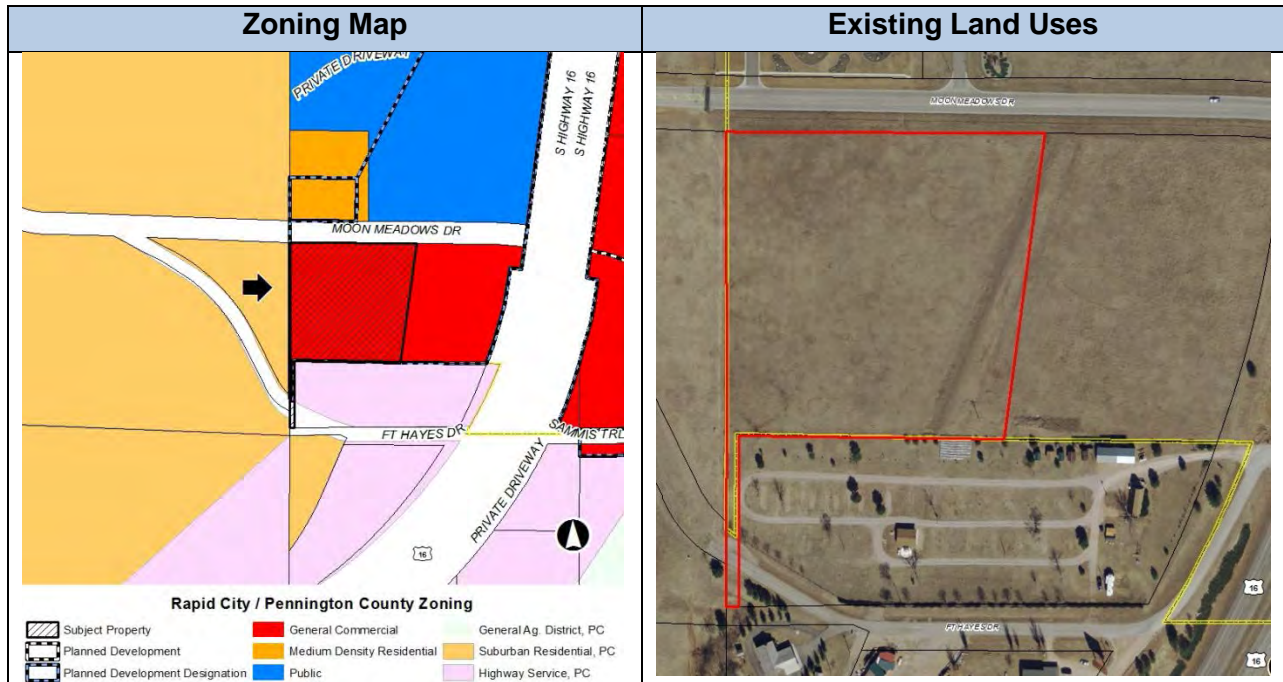 Zoning Map
Existing Land Uses
PRIVATE DRIVEWAY
S HIGHWAY 16
S HIGHWAY 16
MOON MEADOWS DR
FT HAYES DR
SAMMIS TRL
PRIVATE DRIVEWAY
16
Rapid City / Pennington County Zoning
Subject Property
General Commercial
General Ag. District, PC
Planned Development
Medium Density Residential
Suburban Residential, PC
Planned Development Designation
Public
Highway Service, PC
MOON MEADOWS DR
16
FT HAYES DR
16